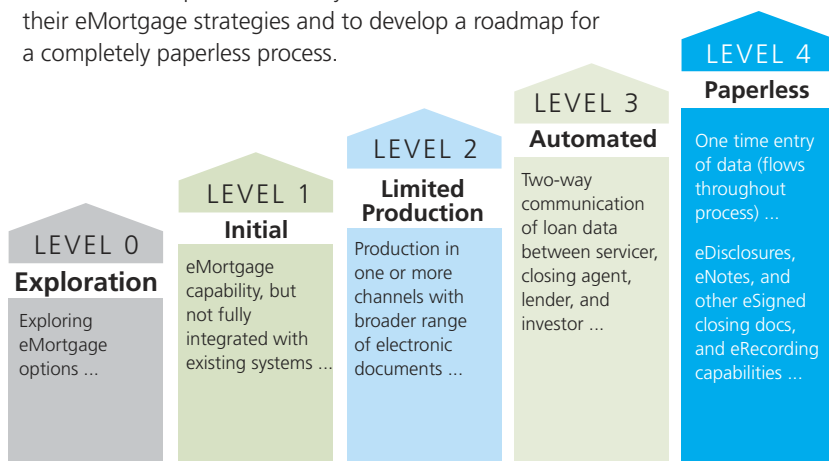 their eMortgage strategies and to develop a roadmap for
a completely paperless process.
LEVEL 0
Exploration
Exploring
eMortgage
options ...
LEVEL 1
Initial
eMortgage
capability, but
not fully
integrated with
existing systems ...
LEVEL 2
Limited
Production
Production in
one or more
channels with
broader range
of electronic
documents ...
LEVEL 3
Automated
Two-way
communication
of loan data
between servicer,
closing agent,
lender, and
investor ...
LEVEL 4
Paperless
One time entry
of data (flows
throughout
process) ...
eDisclosures,
eNotes, and
other eSigned
closing docs,
and eRecording
capabilities ...